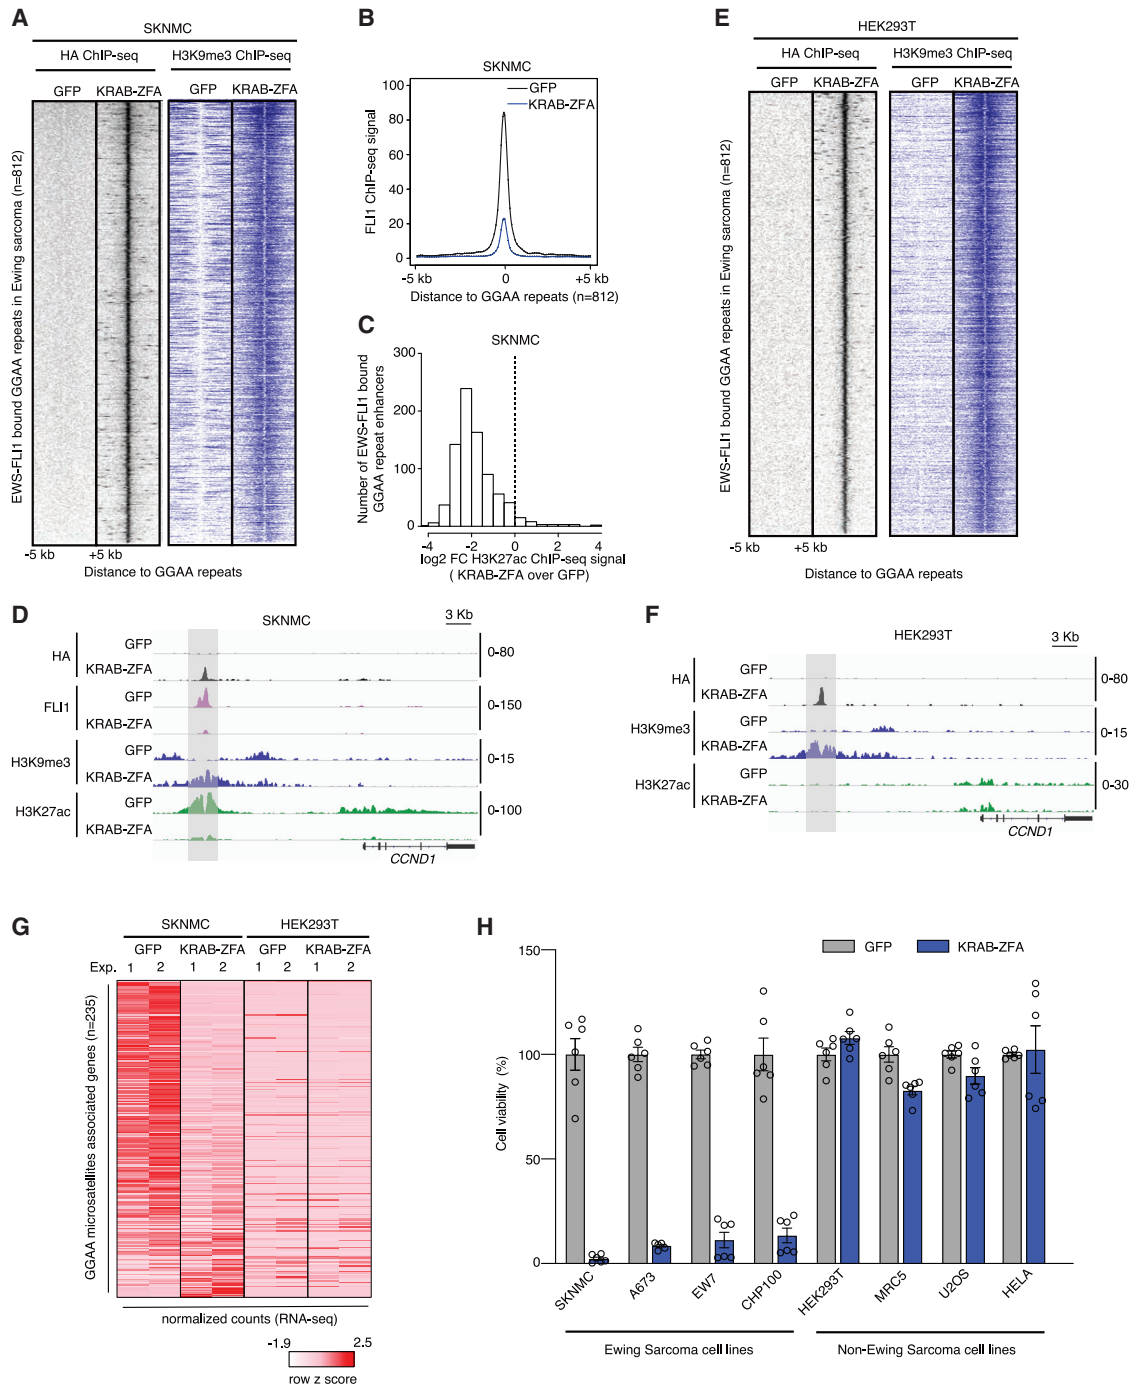 A
SKNMC
HA ChIP-seq H3K9me3 ChIP-seq
GFP KRAB-ZFA GFP KRAB-ZFA
EWS-FLI1 bound GGAA repeats in Ewing sarcoma (n=812)
-5 kb +5 kb
Distance to GGAA repeats
B
SKNMC
GFP
KRAB-ZFA
FLI1 ChIP-seq signal
100
80
60
40
20
0
-5 kb 0 +5 kb
Distance to GGAA repeats (n=812)
C
SKNMC
Number of EWS-FLI1 bound
GGAA repeat enhancers
300
200
100
0
-4 -2 0 2 4
log2 FC H3K27ac ChIP-seq signal
( KRAB-ZFA over GFP)
E
HEK293T
HA ChIP-seq H3K9me3 ChIP-seq
GFP KRAB-ZFA GFP KRAB-ZFA
EWS-FLI1 bound GGAA repeats in Ewing sarcoma (n=812)
-5 kb +5 kb
Distance to GGAA repeats
D
SKNMC
3 Kb
HA
GFP
KRAB-ZFA
0-80
FLI1
GFP
KRAB-ZFA
0-150
H3K9me3
GFP
KRAB-ZFA
0-15
H3K27ac
GFP
KRAB-ZFA
0-100
CCND1
F
HEK293T
3 Kb
HA
GFP
KRAB-ZFA
0-80
H3K9me3
GFP
KRAB-ZFA
0-15
H3K27ac
GFP
KRAB-ZFA
0-30
CCND1
G
SKNMC HEK293T
GFP KRAB-ZFA GFP KRAB-ZFA
Exp. 1 2 1 2 1 2 1 2
GGAA microsatellites associated genes (n=235)
normalized counts (RNA-seq)
-1.9 2.5
row z score
H
GFP KRAB-ZFA
Cell viability (%)
150
100
50
0
SKNMC
A673
EW7
CHP100
HEK293T
MRC5
U2OS
HELA
Ewing Sarcoma cell lines Non-Ewing Sarcoma cell lines